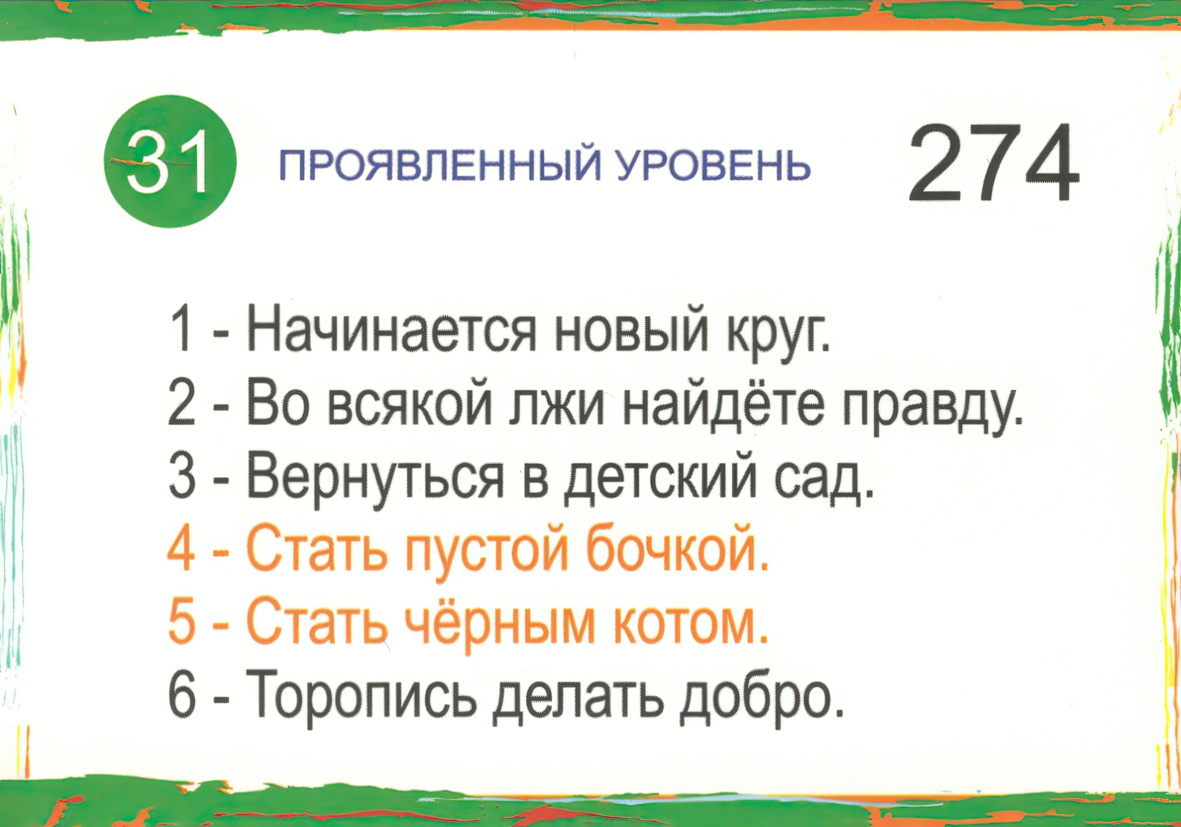 31 ПРОЯВЛЕННЫЙ УРОВЕНЬ 274
1 - Начинается новый круг.
2 - Во всякой лжи найдёте правду.
3 - Вернуться в детский сад.
4 - Стать пустой бочкой.
5 - Стать чёрным котом.
6 - Торопись делать добро.